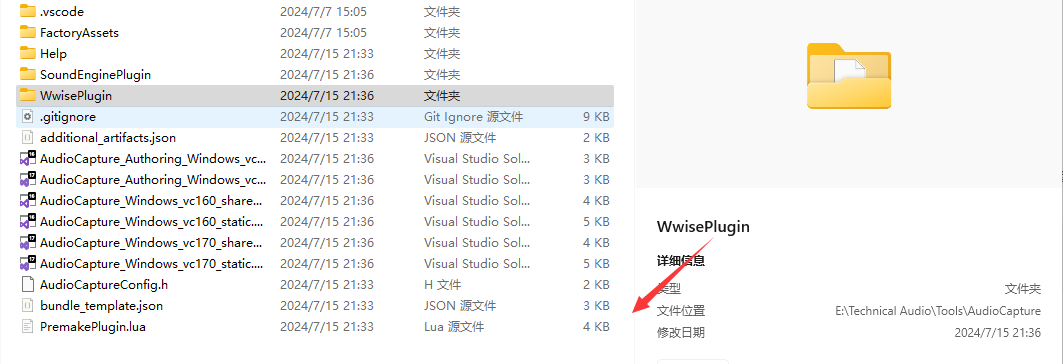 .vscode 2024/7/7 15:05 文件夹
FactoryAssets 2024/7/7 15:05 文件夹
Help 2024/7/15 21:33 文件夹
SoundEnginePlugin 2024/7/15 21:36 文件夹
WwisePlugin 2024/7/15 21:36 文件夹
.gitignore 2024/7/15 21:33 Git Ignore 源文件 9 KB
additional_artifacts.json 2024/7/15 21:33 JSON 源文件 2 KB
AudioCapture_Authoring_Windows_vc... 2024/7/15 21:36 Visual Studio Sol... 3 KB
AudioCapture_Authoring_Windows_vc... 2024/7/15 21:36 Visual Studio Sol... 3 KB
AudioCapture_Windows_vc160_share... 2024/7/15 21:36 Visual Studio Sol... 4 KB
AudioCapture_Windows_vc160_static.... 2024/7/15 21:36 Visual Studio Sol... 5 KB
AudioCapture_Windows_vc170_share... 2024/7/15 21:36 Visual Studio Sol... 4 KB
AudioCapture_Windows_vc170_static.... 2024/7/15 21:36 Visual Studio Sol... 5 KB
AudioCaptureConfig.h 2024/7/15 21:33 H 文件 2 KB
bundle_template.json 2024/7/15 21:33 JSON 源文件 3 KB
PremakePlugin.lua 2024/7/15 21:33 Lua 源文件 4 KB
WwisePlugin
详细信息
类型 文件夹
文件位置 E:\Technical Audio\Tools\AudioCapture
修改日期 2024/7/15 21:36